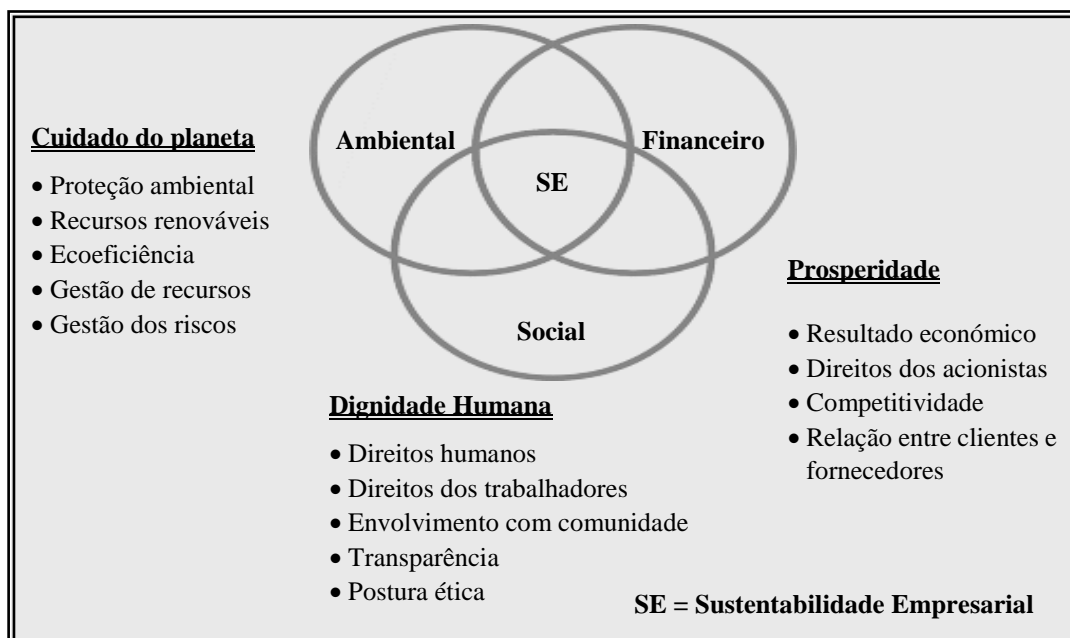 Ambiental
Financeiro
SE
Social
Cuidado do planeta
• Proteção ambiental
• Recursos renováveis
• Ecoeficiência
• Gestão de recursos
• Gestão dos riscos
Prosperidade
• Resultado económico
• Direitos dos acionistas
• Competitividade
• Relação entre clientes e
fornecedores
Dignidade Humana
• Direitos humanos
• Direitos dos trabalhadores
• Envolvimento com comunidade
• Transparência
• Postura ética
SE = Sustentabilidade Empresarial